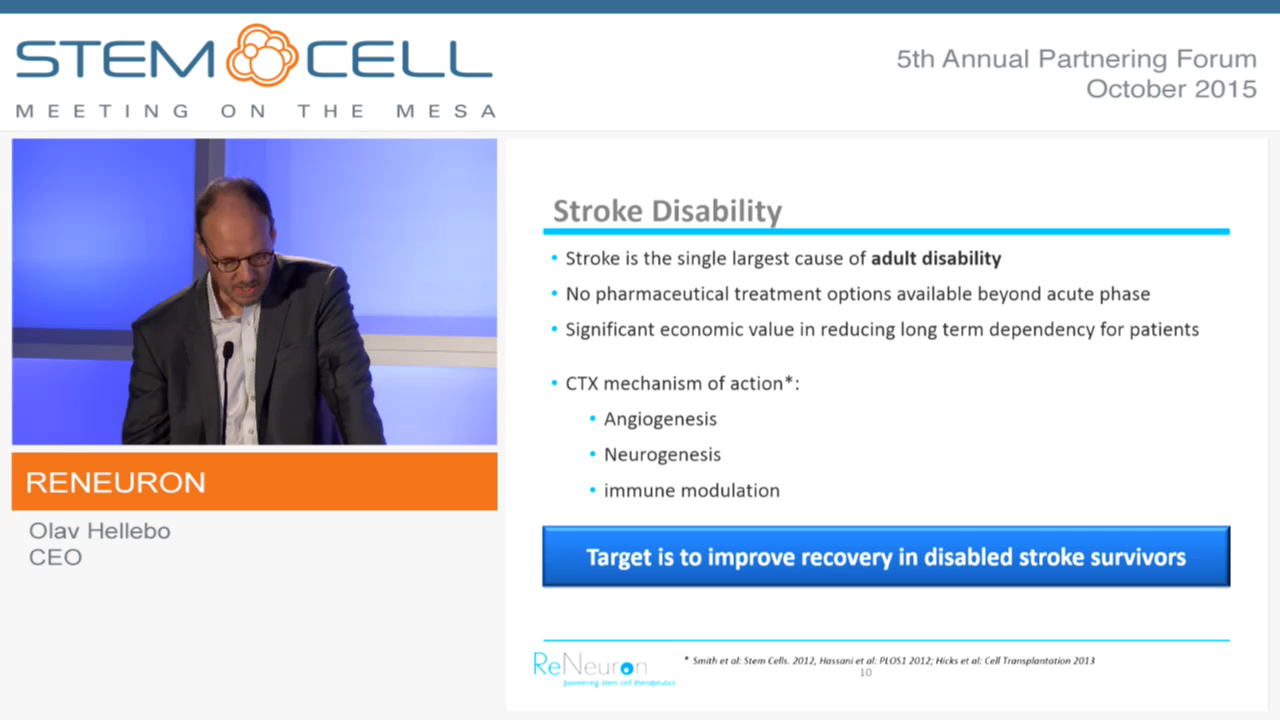 STEM CELL
MEETING ON THE MESA
5th Annual Partnering Forum
October 2015
RENEURON
Olav Hellebo
CEO
Stroke Disability
• Stroke is the single largest cause of adult disability
• No pharmaceutical treatment options available beyond acute phase
• Significant economic value in reducing long term dependency for patients
• CTX mechanism of action*:
• Angiogenesis
• Neurogenesis
• immune modulation
Target is to improve recovery in disabled stroke survivors
ReNeuron
pioneering stem cell therapeutics
* Smith et al: Stem Cells. 2012, Hassani et al: PLOS1 2012; Hicks et al: Cell Transplantation 2013
10